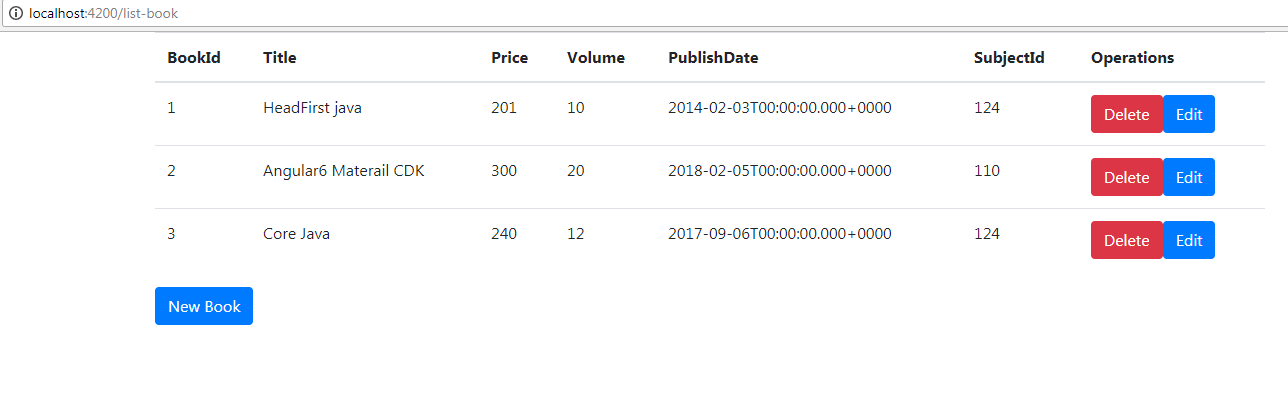 localhost:4200/list-book
BookId Title Price Volume PublishDate SubjectId Operations
1 HeadFirst java 201 10 2014-02-03T00:00:00.000+0000 124 Delete Edit
2 Angular6 Materail CDK 300 20 2018-02-05T00:00:00.000+0000 110 Delete Edit
3 Core Java 240 12 2017-09-06T00:00:00.000+0000 124 Delete Edit
New Book